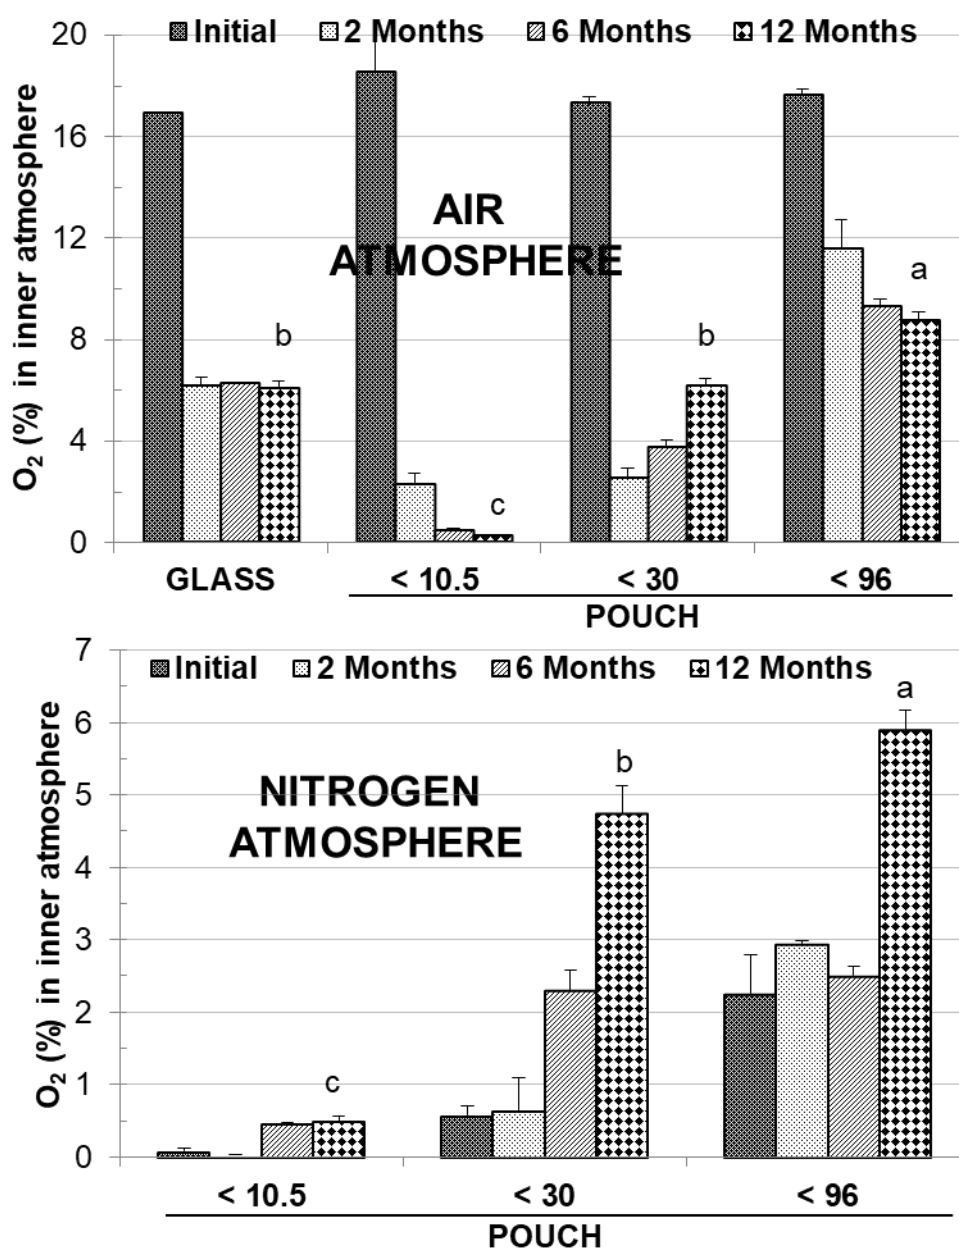 Initial 2 Months 6 Months 12 Months
20
16
12
8
4
0
O₂ (%) in inner atmosphere
AIR
ATMOSPHERE
b
c
b
a
GLASS < 10.5 < 30 < 96
POUCH
Initial 2 Months 6 Months 12 Months
7
6
5
4
3
2
1
0
O₂ (%) in inner atmosphere
NITROGEN
ATMOSPHERE
c
b
a
< 10.5 < 30 < 96
POUCH